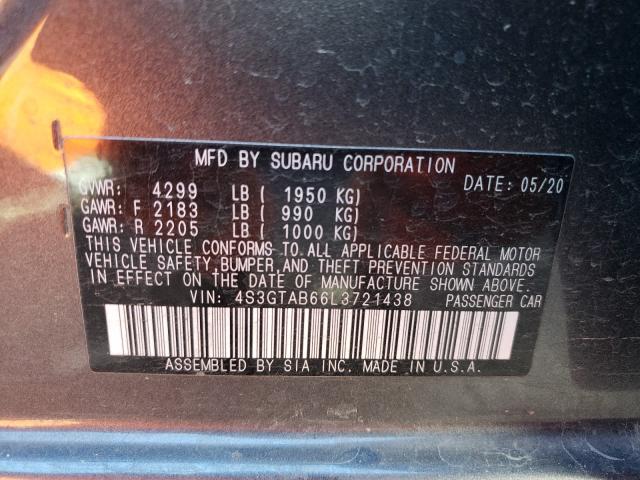 MFD BY SUBARU CORPORATION
GVWR: 4299 LB ( 1950 KG) DATE: 05/20
GAWR: F 2183 LB ( 990 KG)
GAWR: R 2205 LB ( 1000 KG)
THIS VEHICLE CONFORMS TO ALL APPLICABLE FEDERAL MOTOR
VEHICLE SAFETY, BUMPER, AND THEFT PREVENTION STANDARDS
IN EFFECT ON THE DATE OF MANUFACTURE SHOWN ABOVE.
VIN: 4S3GTAB66L3721438 PASSENGER CAR
ASSEMBLED BY SIA INC. MADE IN U.S.A.